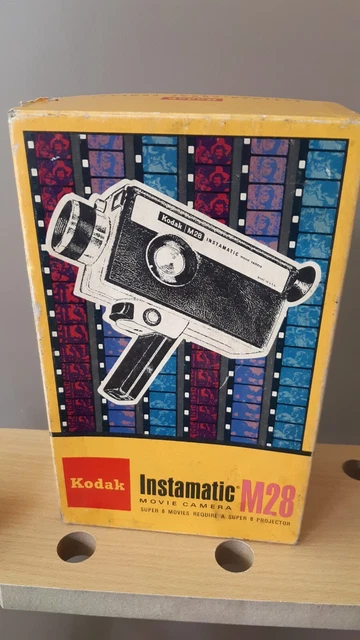 Kodak M28 INSTAMATIC
Kodak
Instamatic M28
MOVIE CAMERA
SUPER 8 MOVIES REQUIRE A SUPER 8 PROJECTOR